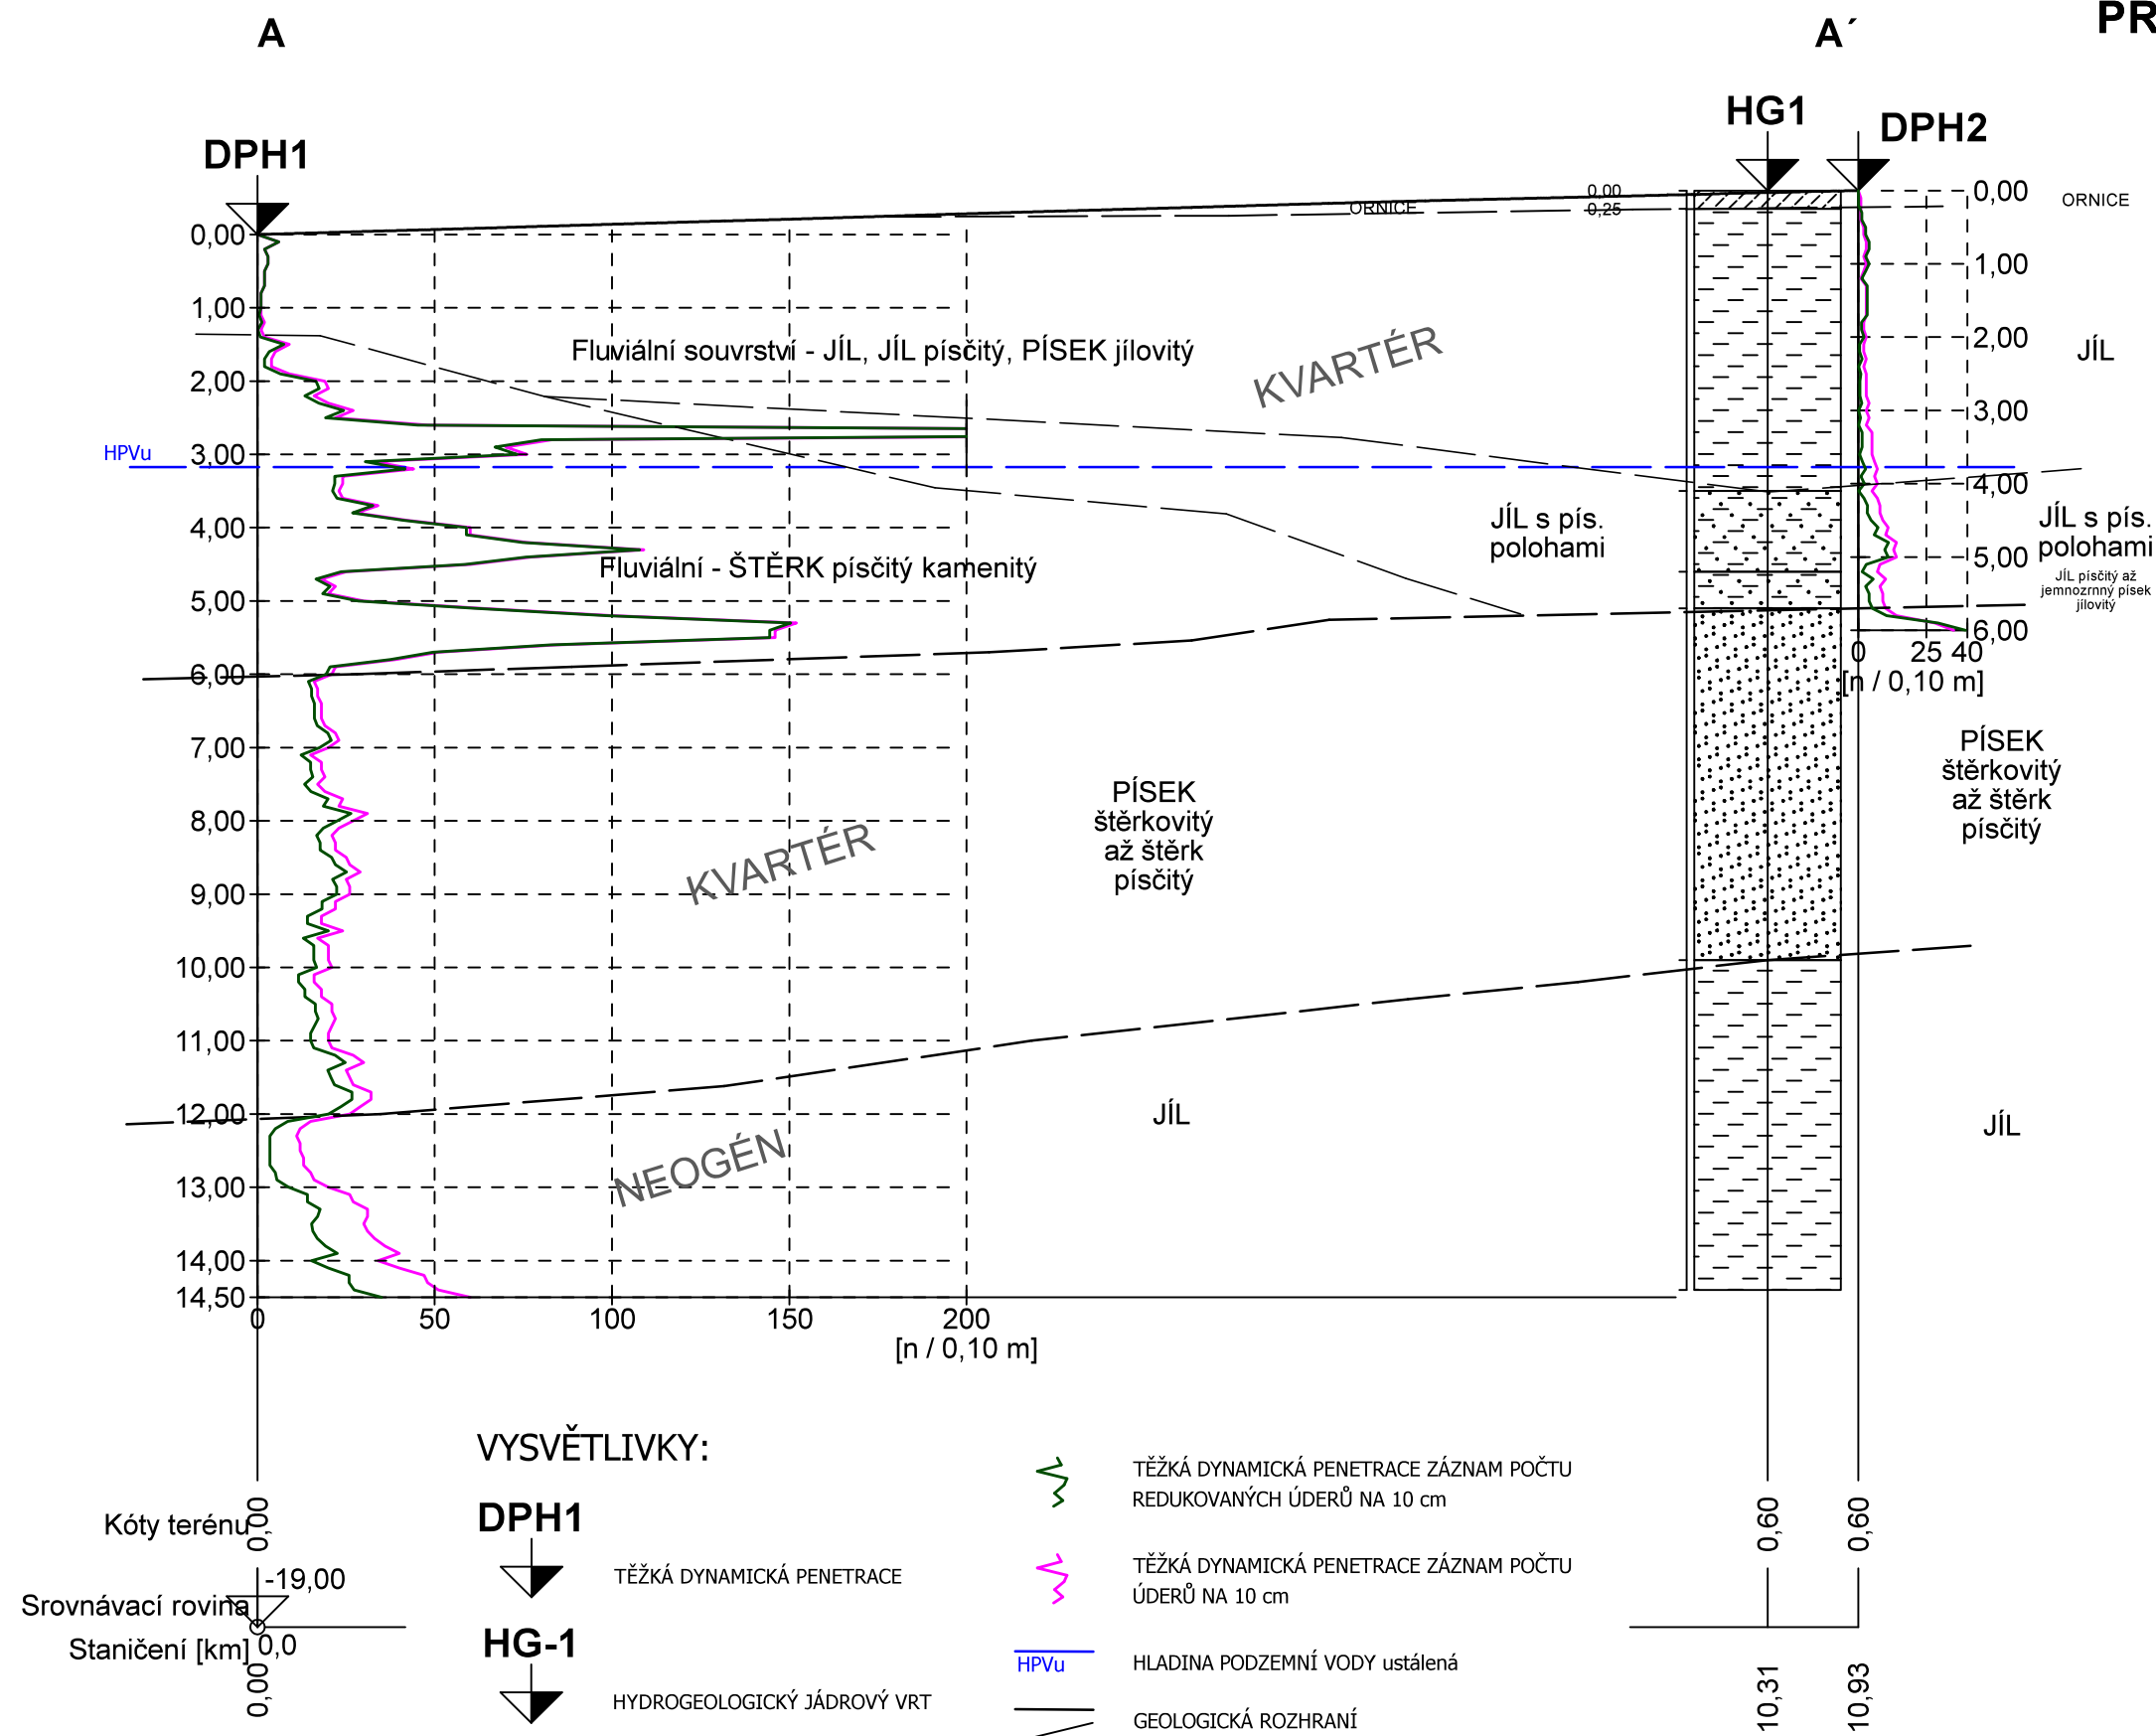 A
A´
PR
DPH1
HG1
DPH2
0,00
0,25
ORNICE
0,00
ORNICE
0,00
1,00
2,00
3,00
4,00
5,00
6,00
7,00
8,00
9,00
10,00
11,00
12,00
13,00
14,00
14,50
0
50
100
150
200
[n / 0,10 m]
HPVu
Fluviální souvrství - JÍL, JÍL písčitý, PÍSEK jílovitý
KVARTÉR
Fluviální - ŠTĚRK písčitý kamenitý
JÍL s pís.
polohami
PÍSEK
štěrkovitý
až štěrk
písčitý
KVARTÉR
NEOGÉN
JÍL
1,00
2,00
3,00
4,00
5,00
6,00
0
25
40
[n / 0,10 m]
JÍL
JÍL s pís.
polohami
JÍL písčitý až
jemnozrnný písek
jílovitý
PÍSEK
štěrkovitý
až štěrk
písčitý
JÍL
Kóty terénu
0,00
0,60
0,60
-19,00
Srovnávací rovina
Staničení [km]
0,0
0,00
10,31
10,93
VYSVĚTLIVKY:
DPH1
TĚŽKÁ DYNAMICKÁ PENETRACE
HG-1
HYDROGEOLOGICKÝ JÁDROVÝ VRT
TĚŽKÁ DYNAMICKÁ PENETRACE ZÁZNAM POČTU
REDUKOVANÝCH ÚDERŮ NA 10 cm
TĚŽKÁ DYNAMICKÁ PENETRACE ZÁZNAM POČTU
ÚDERŮ NA 10 cm
HPVu
HLADINA PODZEMNÍ VODY ustálená
GEOLOGICKÁ ROZHRANÍ